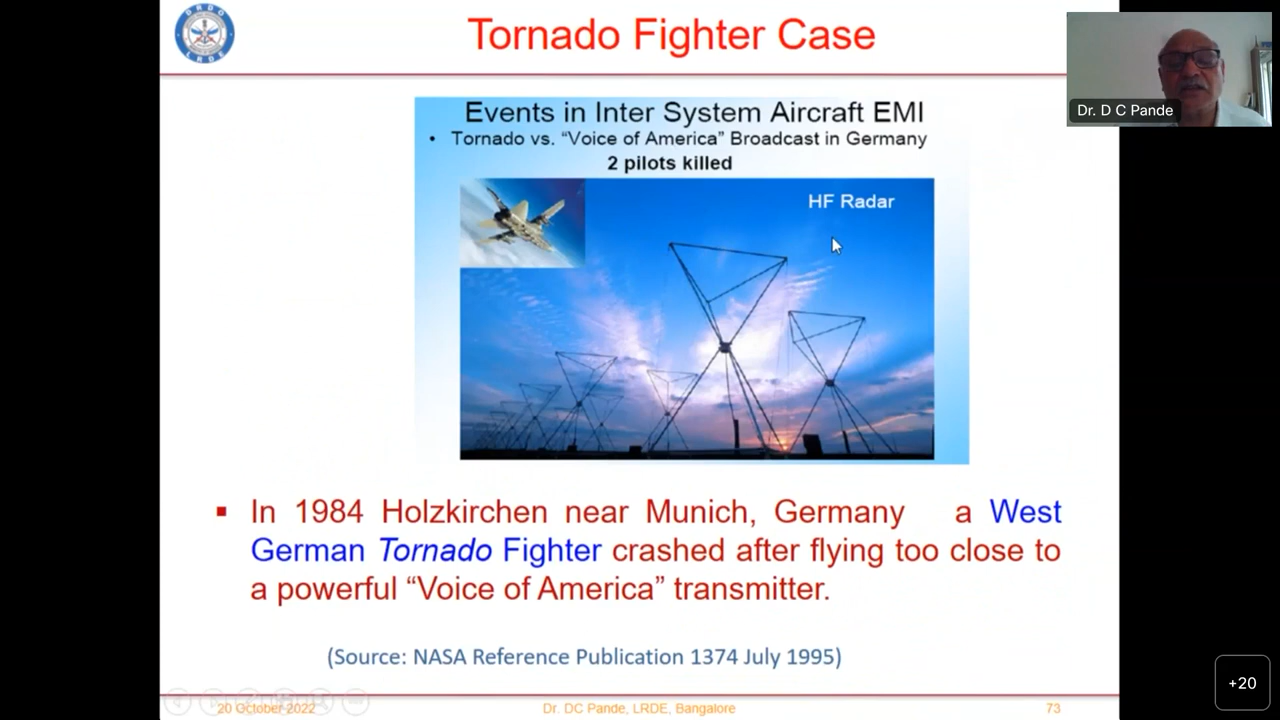 DRDO
LRDE
Tornado Fighter Case
Dr. D C Pande
Events in Inter System Aircraft EMI
• Tornado vs. “Voice of America” Broadcast in Germany
2 pilots killed
HF Radar
▪ In 1984 Holzkirchen near Munich, Germany a West
German Tornado Fighter crashed after flying too close to
a powerful “Voice of America” transmitter.
(Source: NASA Reference Publication 1374 July 1995)
20 October 2022
Dr. DC Pande, LRDE, Bangalore
73
+20